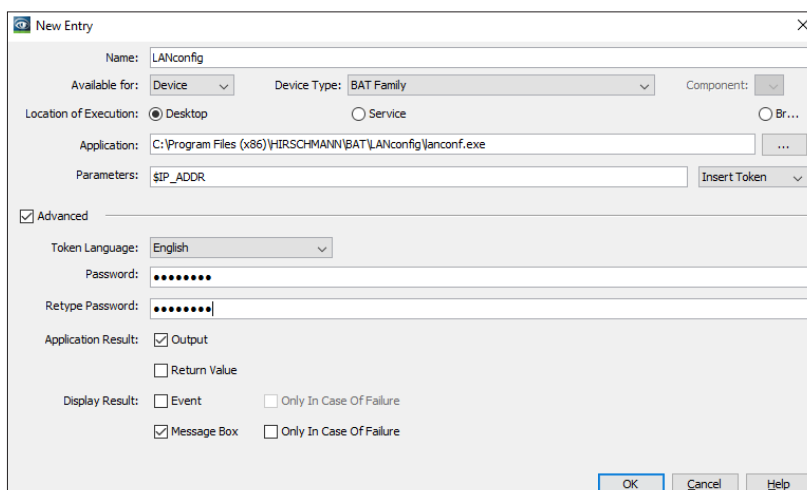 New Entry
Name: LANconfig
Available for: Device Device Type: BAT Family Component:
Location of Execution: Desktop Service Br...
Application: C:\Program Files (x86)\HIRSCHMANN\BAT\LANconfig\lanconf.exe ...
Parameters: $IP_ADDR Insert Token
Advanced
Token Language: English
Password: ●●●●●●●●
Retype Password: ●●●●●●●●
Application Result: Output
Return Value
Display Result: Event Only In Case Of Failure
Message Box Only In Case Of Failure
OK Cancel Help